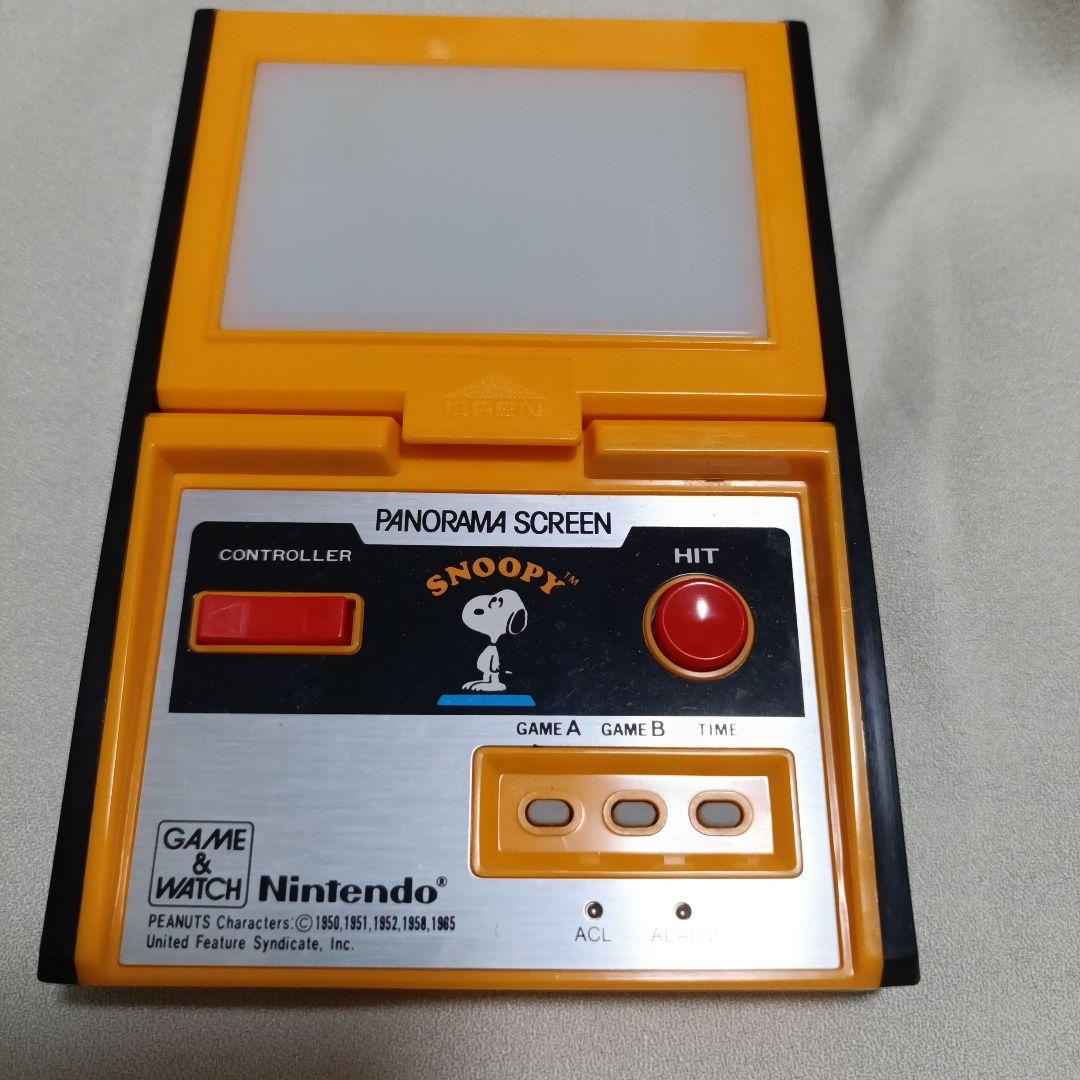 OPEN
PANORAMA SCREEN
CONTROLLER
HIT
SNOOPY™
GAME A GAME B TIME
GAME
&
WATCH
Nintendo®
PEANUTS Characters:© 1950,1951,1952,1958,1965
United Feature Syndicate, Inc.
ACL ALARM